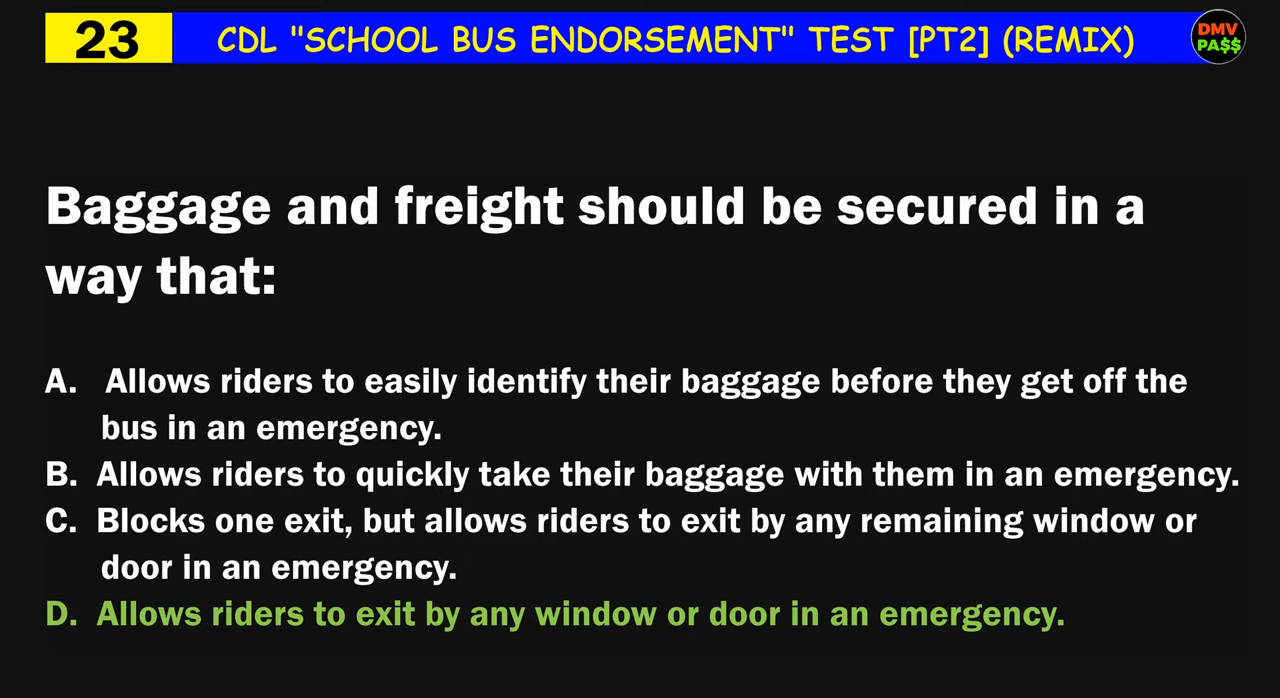 23
CDL "SCHOOL BUS ENDORSEMENT" TEST [PT2] (REMIX)
DMV
PA$$
Baggage and freight should be secured in a
way that:
A. Allows riders to easily identify their baggage before they get off the
bus in an emergency.
B. Allows riders to quickly take their baggage with them in an emergency.
C. Blocks one exit, but allows riders to exit by any remaining window or
door in an emergency.
D. Allows riders to exit by any window or door in an emergency.